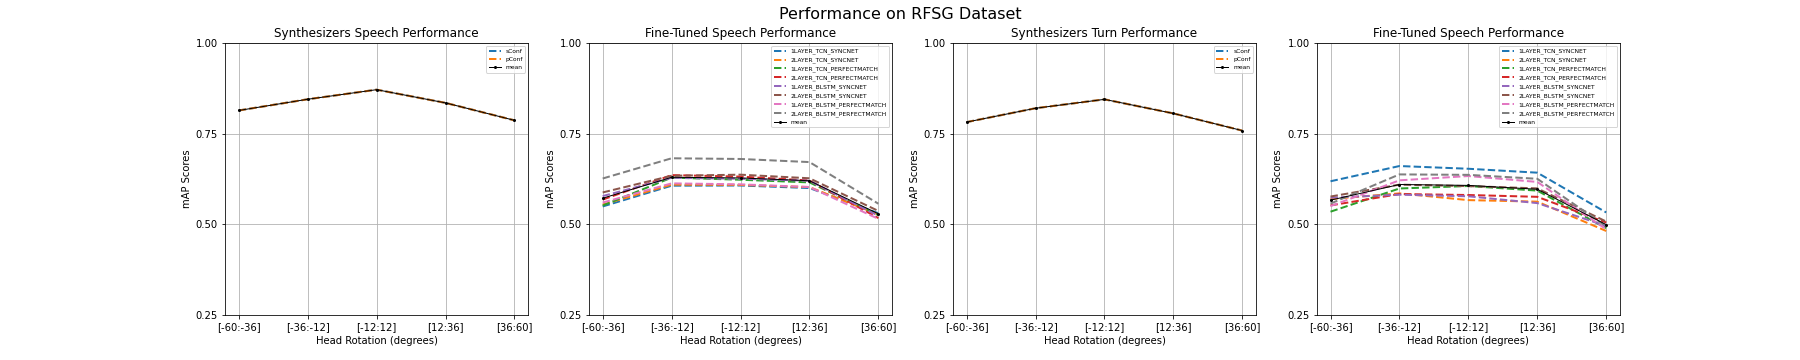 Performance on RFSG Dataset
Synthesizers Speech Performance
1.00
0.75
0.50
0.25
mAP Scores
sConf
pConf
mean
[-60:-36] [-36:-12] [-12:12] [12:36] [36:60]
Head Rotation (degrees)
Fine-Tuned Speech Performance
1.00
0.75
0.50
0.25
mAP Scores
1LAYER_TCN_SYNCNET
2LAYER_TCN_SYNCNET
1LAYER_TCN_PERFECTMATCH
2LAYER_TCN_PERFECTMATCH
1LAYER_BLSTM_SYNCNET
2LAYER_BLSTM_SYNCNET
1LAYER_BLSTM_PERFECTMATCH
2LAYER_BLSTM_PERFECTMATCH
mean
[-60:-36] [-36:-12] [-12:12] [12:36] [36:60]
Head Rotation (degrees)
Synthesizers Turn Performance
1.00
0.75
0.50
0.25
mAP Scores
sConf
pConf
mean
[-60:-36] [-36:-12] [-12:12] [12:36] [36:60]
Head Rotation (degrees)
Fine-Tuned Speech Performance
1.00
0.75
0.50
0.25
mAP Scores
1LAYER_TCN_SYNCNET
2LAYER_TCN_SYNCNET
1LAYER_TCN_PERFECTMATCH
2LAYER_TCN_PERFECTMATCH
1LAYER_BLSTM_SYNCNET
2LAYER_BLSTM_SYNCNET
1LAYER_BLSTM_PERFECTMATCH
2LAYER_BLSTM_PERFECTMATCH
mean
[-60:-36] [-36:-12] [-12:12] [12:36] [36:60]
Head Rotation (degrees)